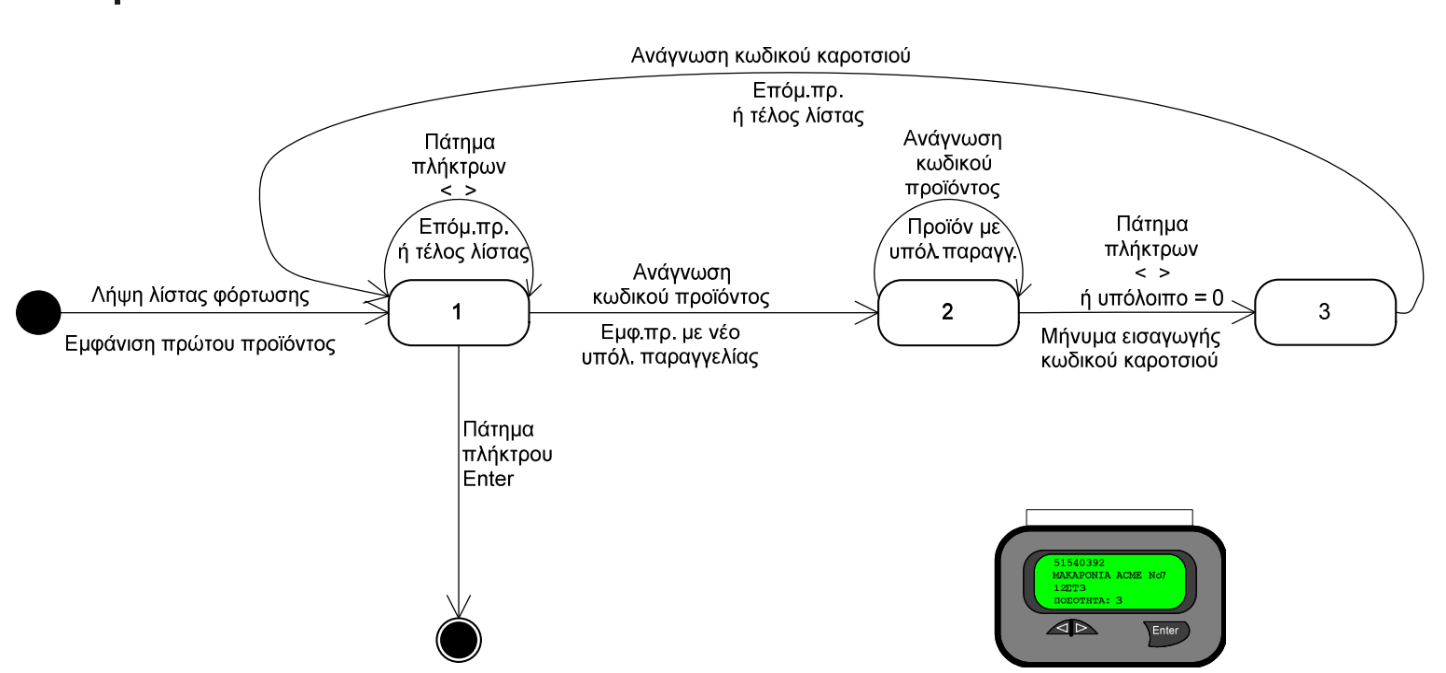 Ανάγνωση κωδικού καροτσιού
Επόμ.πρ.
ή τέλος λίστας
Πάτημα
πλήκτρων
< >
Επόμ.πρ.
ή τέλος λίστας
Ανάγνωση
κωδικού
προϊόντος
Προϊόν με
υπόλ.παραγγ.
Πάτημα
πλήκτρων
< >
ή υπόλοιπο = 0
Μήνυμα εισαγωγής
κωδικού καροτσιού
Λήψη λίστας φόρτωσης
Εμφάνιση πρώτου προϊόντος
1
Ανάγνωση
κωδικού προϊόντος
Εμφ.πρ. με νέο
υπόλ. παραγγελίας
2
3
Πάτημα
πλήκτρου
Enter
51540392
ΜΑΚΑΡΟΝΙΑ ACME No7
12ΣΤ3
ΠΟΣΟΤΗΤΑ: 3
Enter